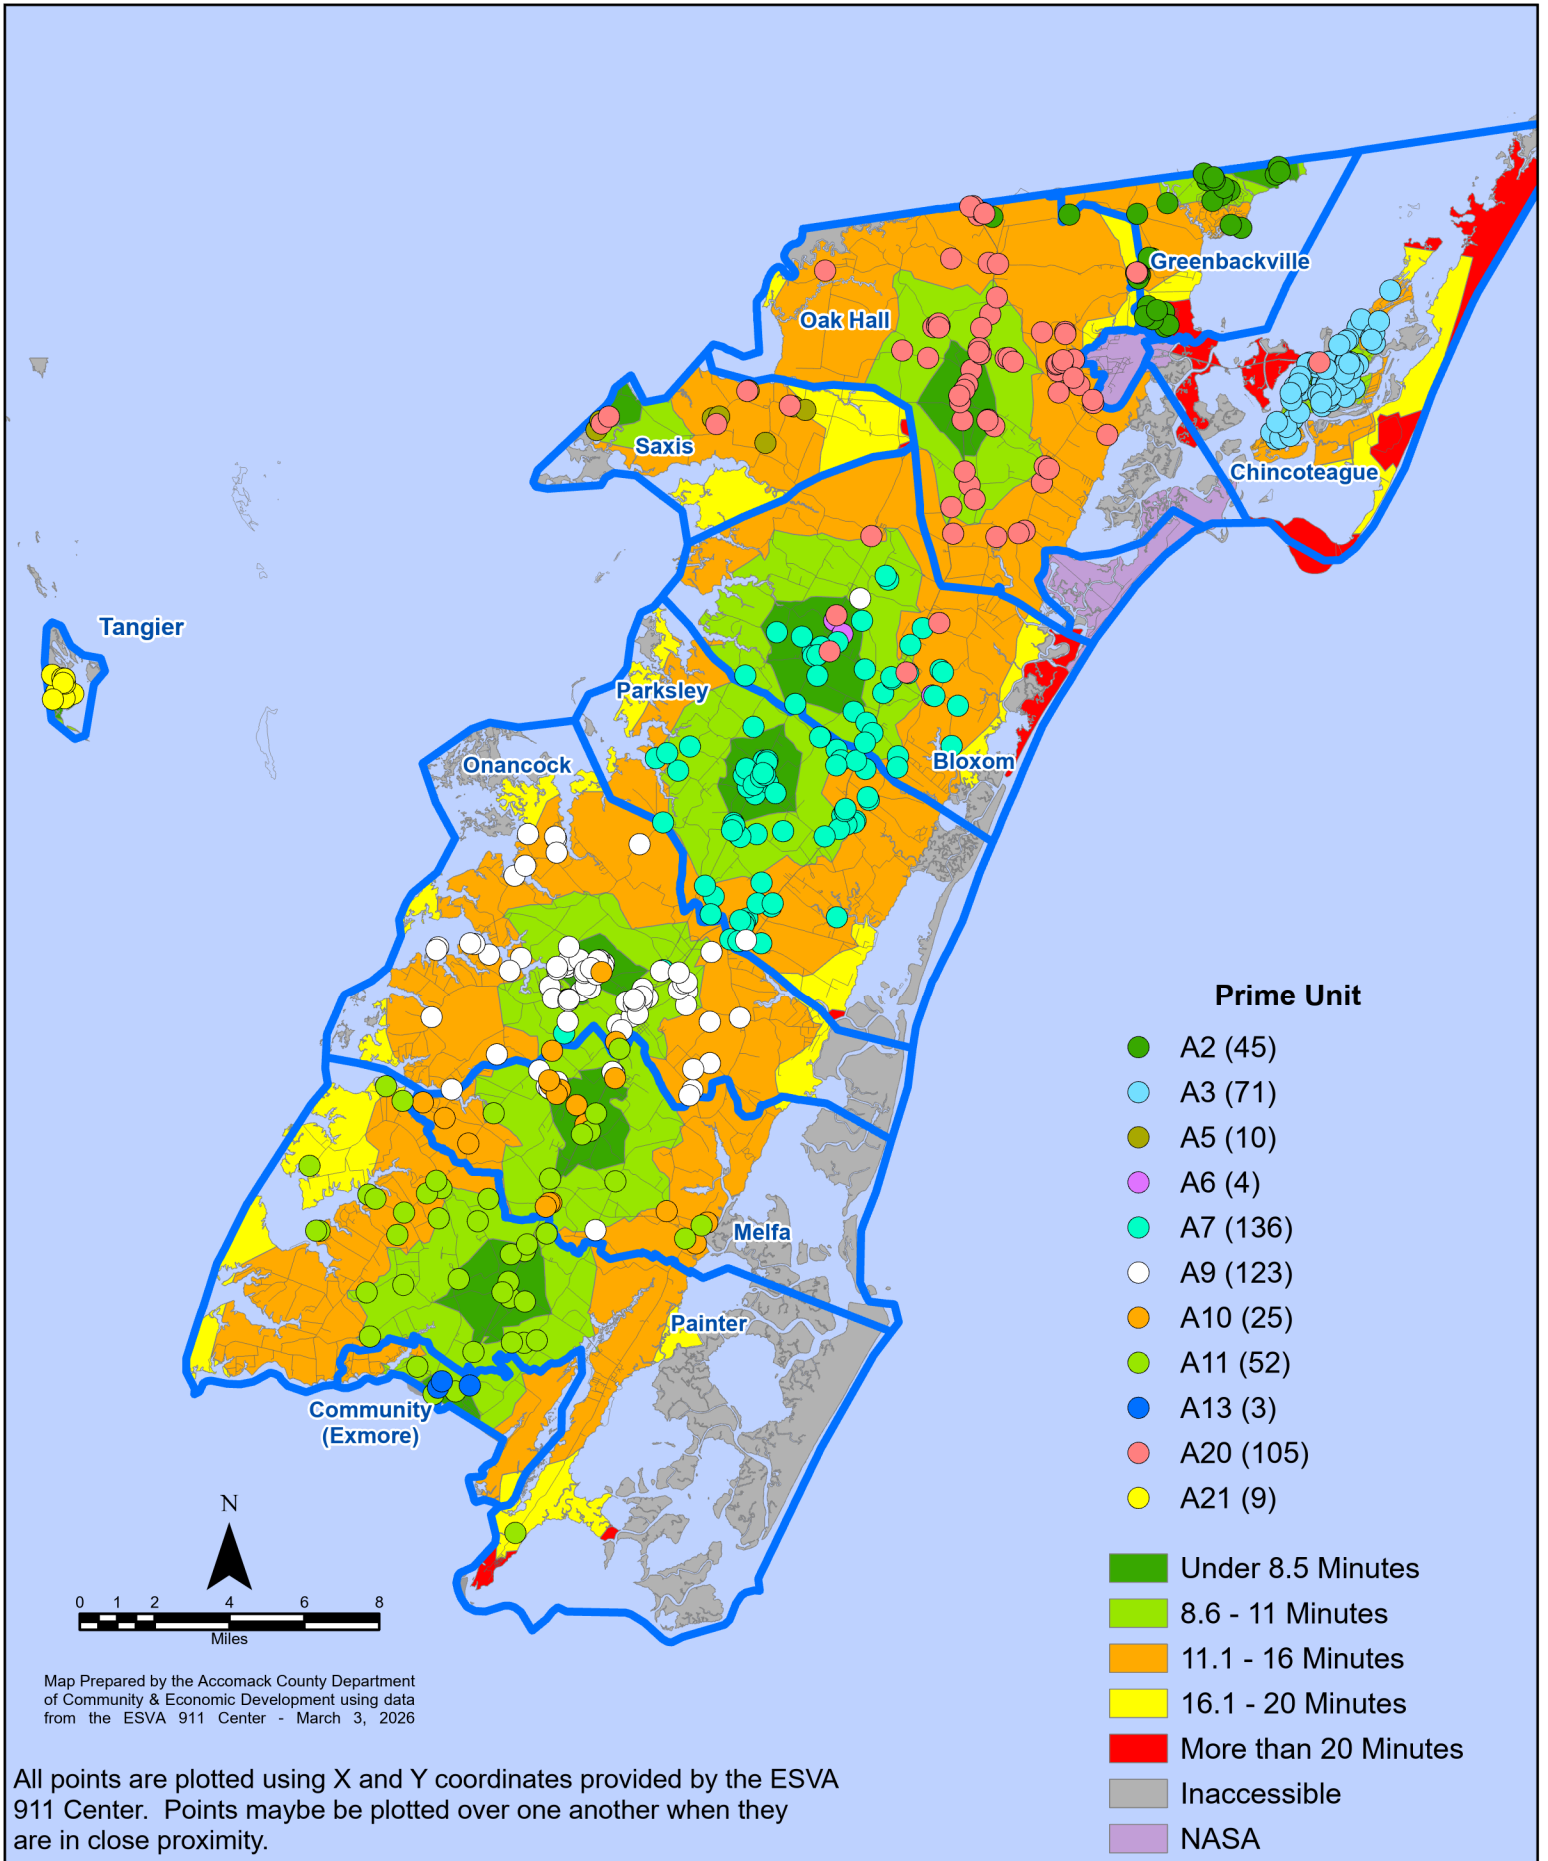 Greenbackville
Oak Hall
Saxis
Chincoteague
Tangier
Parksley
Onancock
Bloxom
Melfa
Painter
Community
(Exmore)
Prime Unit
A2 (45)
A3 (71)
A5 (10)
A6 (4)
A7 (136)
A9 (123)
A10 (25)
A11 (52)
A13 (3)
A20 (105)
A21 (9)
Under 8.5 Minutes
8.6 - 11 Minutes
11.1 - 16 Minutes
16.1 - 20 Minutes
More than 20 Minutes
Inaccessible
NASA
N
0 1 2 4 6 8
Miles
Map Prepared by the Accomack County Department
of Community & Economic Development using data
from the ESVA 911 Center - March 3, 2026
All points are plotted using X and Y coordinates provided by the ESVA
911 Center. Points maybe be plotted over one another when they
are in close proximity.